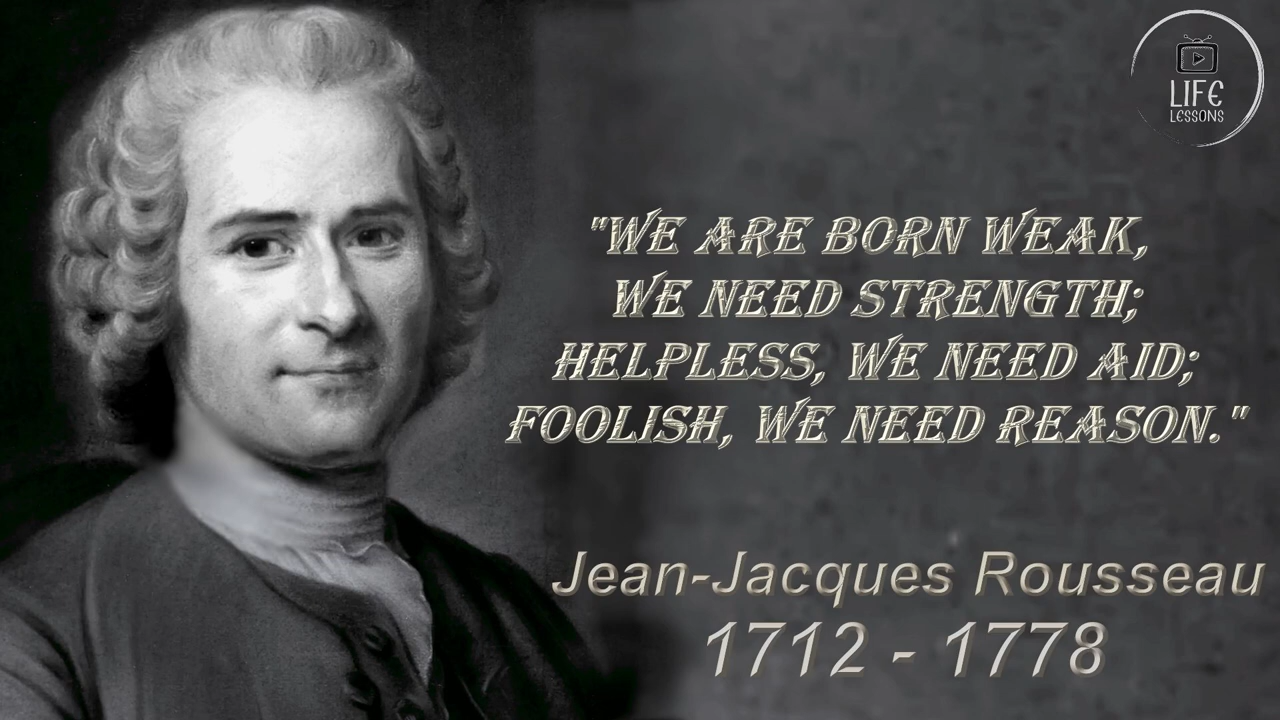 LIFE
LESSONS
"WE ARE BORN WEAK,
WE NEED STRENGTH;
HELPLESS, WE NEED AID;
FOOLISH, WE NEED REASON."
Jean-Jacques Rousseau
1712 - 1778